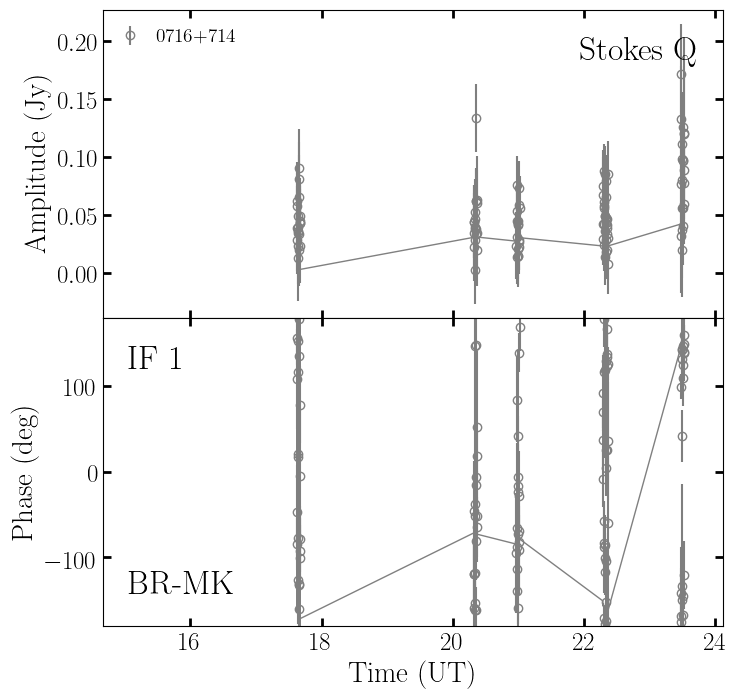 0716+714
Stokes Q
0.20
0.15
0.10
0.05
0.00
Amplitude (Jy)
IF 1
100
0
−100
Phase (deg)
BR-MK
16 18 20 22 24
Time (UT)